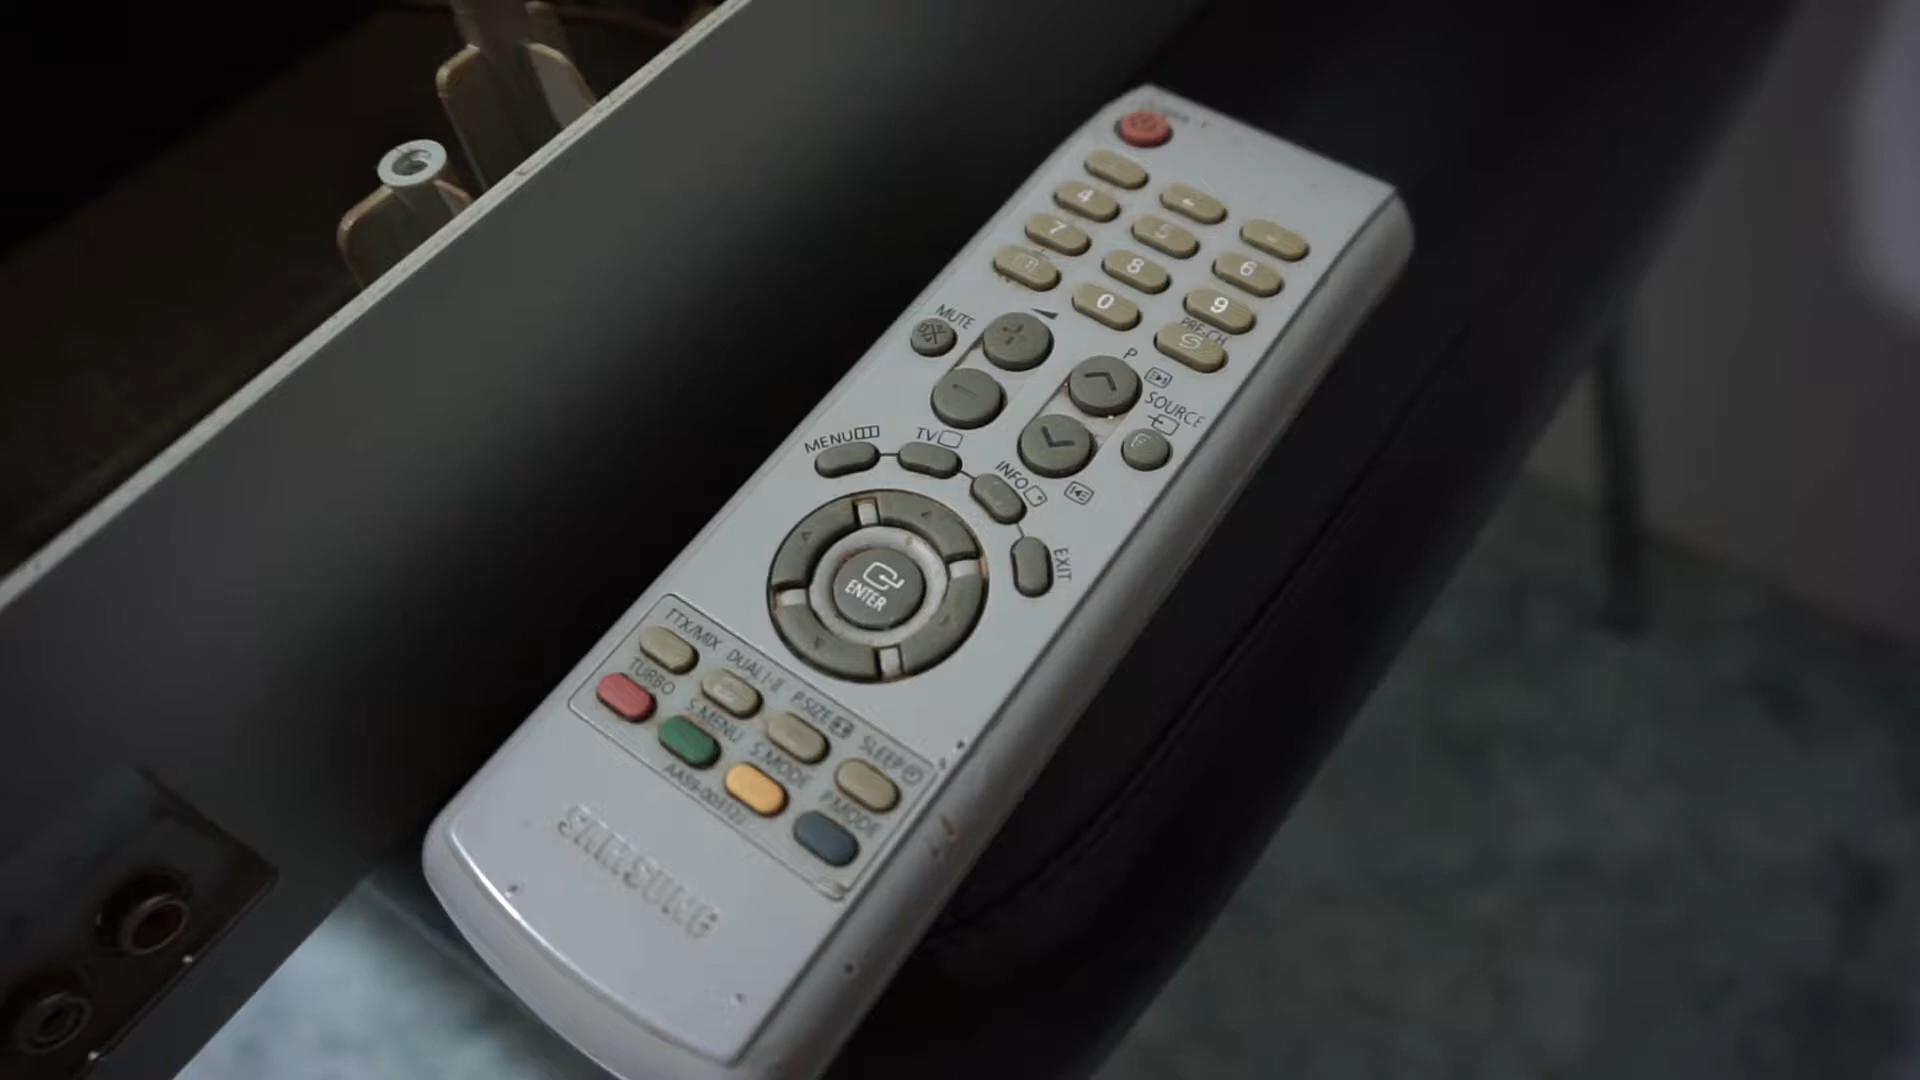 4
5
6
7
8
9
0
MUTE
PRE-CH
P
SOURCE
MENU
TV
INFO
EXIT
ENTER
TTX/MIX
DUAL I-II
P.SIZE
SLEEP
TURBO
S.MENU
S.MODE
P.MODE
SAMSUNG